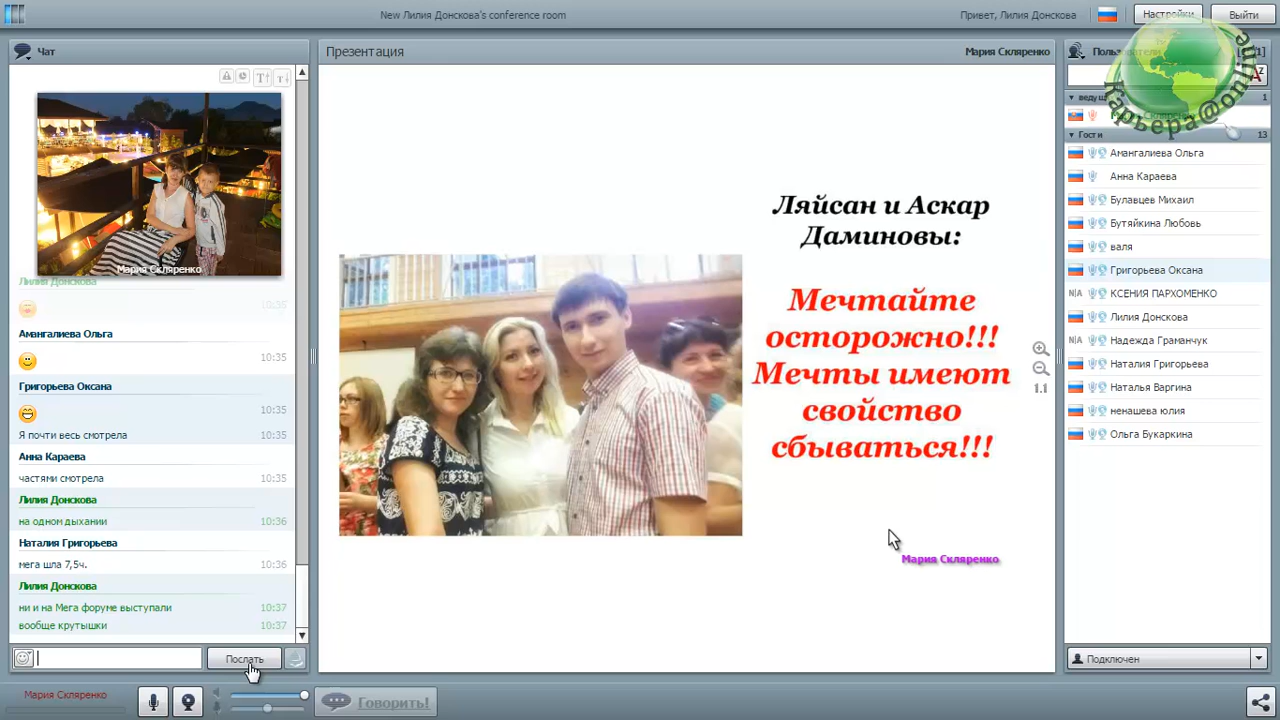 New Лилия Донскова's conference room
Привет, Лилия Донскова
Настройки
Выйти
Чат
Мария Скляренко
Лилия Донскова
10:35
Амангалиева Ольга
10:35
Григорьева Оксана
10:35
Я почти весь смотрела 10:35
Анна Караева
частями смотрела 10:35
Лилия Донскова
на одном дыхании 10:36
Наталия Григорьева
мега шла 7,5ч. 10:36
Лилия Донскова
ни и на Мега форуме выступали 10:37
вообще крутышки 10:37
Послать
Мария Скляренко
Говорить!
Презентация
Мария Скляренко
Ляйсан и Аскар
Даминовы:
Мечтайте
осторожно!!!
Мечты имеют
свойство
сбываться!!!
1:1
Мария Скляренко
Карьера@online
1
Гости 13
Амангалиева Ольга
Анна Караева
Булавцев Михаил
Бутяйкина Любовь
валя
Григорьева Оксана
N|A КСЕНИЯ ПАРХОМЕНКО
Лилия Донскова
N|A Надежда Граманчук
Наталия Григорьева
Наталья Варгина
ненашева юлия
Ольга Букаркина
Подключен